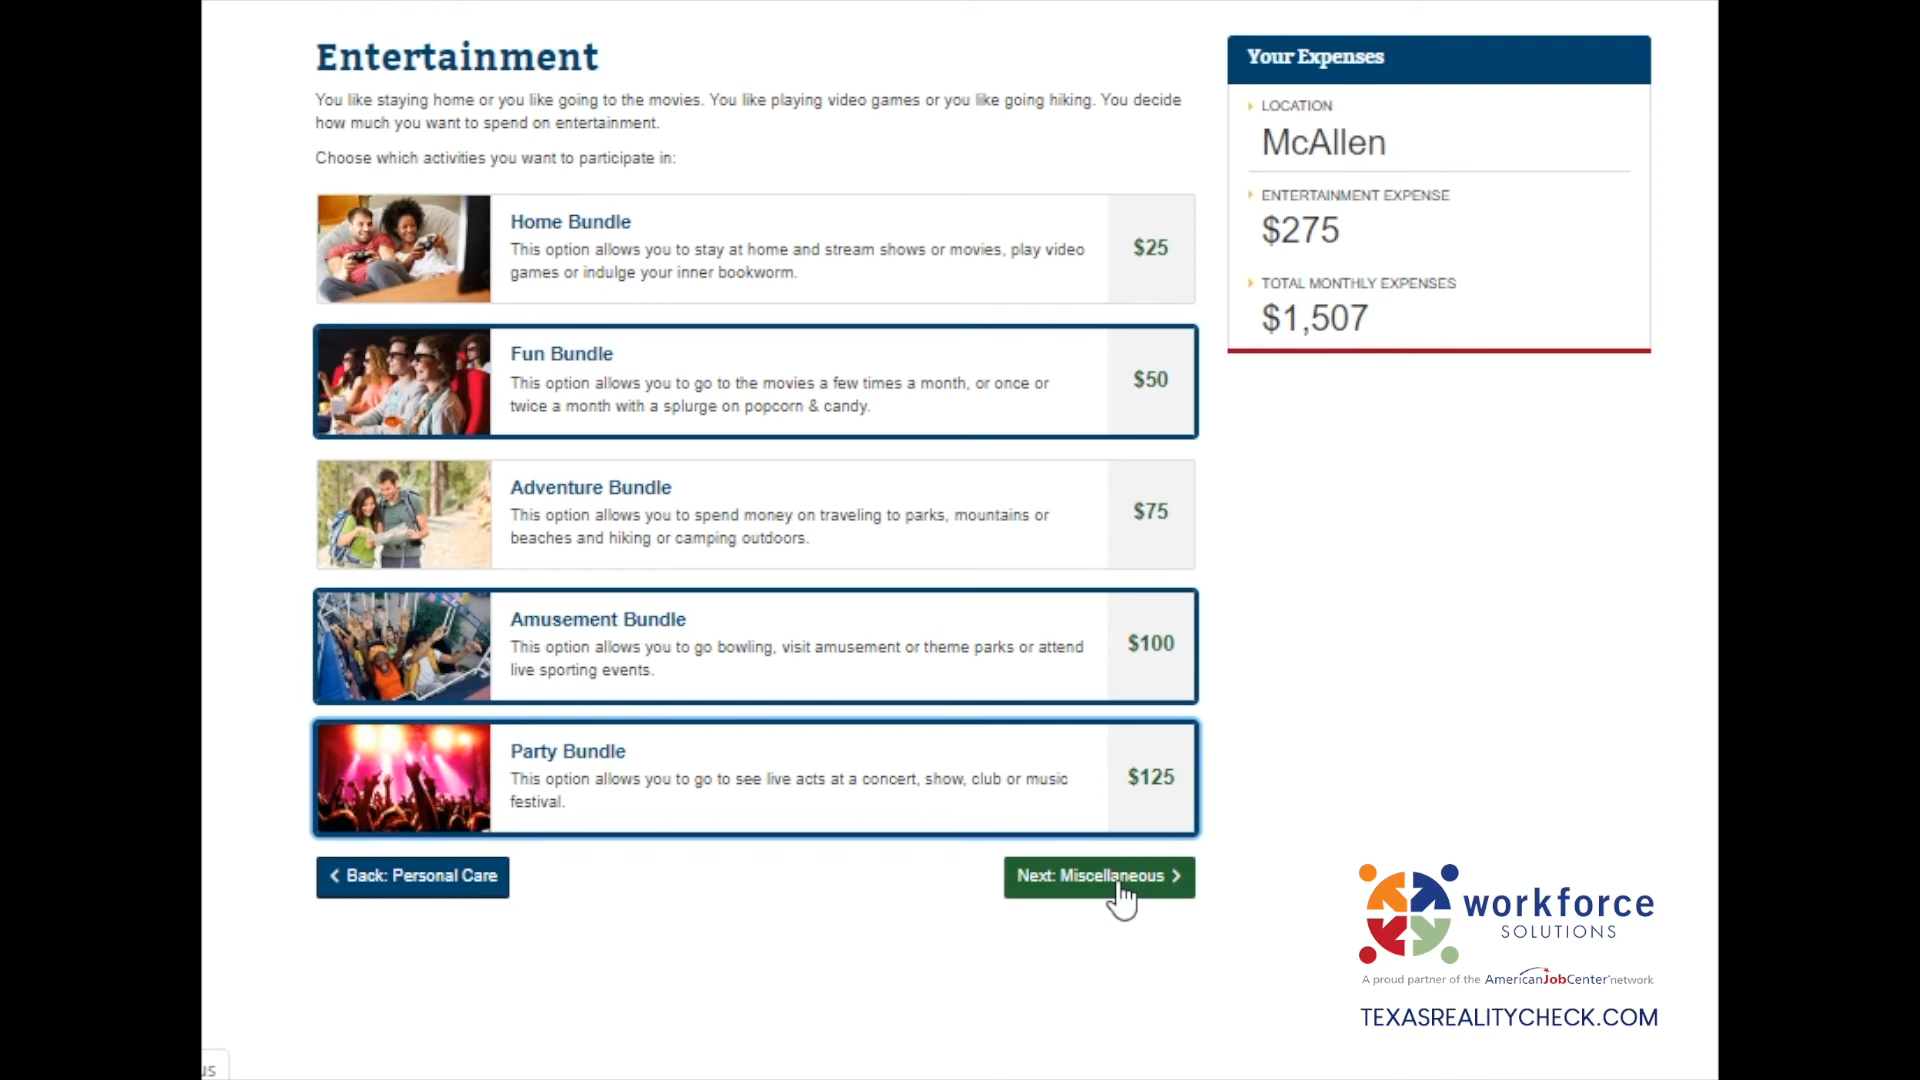 Entertainment
You like staying home or you like going to the movies. You like playing video games or you like going hiking. You decide
how much you want to spend on entertainment.
Choose which activities you want to participate in:
Home Bundle
This option allows you to stay at home and stream shows or movies, play video
games or indulge your inner bookworm.
$25
Fun Bundle
This option allows you to go to the movies a few times a month, or once or
twice a month with a splurge on popcorn & candy.
$50
Adventure Bundle
This option allows you to spend money on traveling to parks, mountains or
beaches and hiking or camping outdoors.
$75
Amusement Bundle
This option allows you to go bowling, visit amusement or theme parks or attend
live sporting events.
$100
Party Bundle
This option allows you to go to see live acts at a concert, show, club or music
festival.
$125
Back: Personal Care
Next: Miscellaneous
Your Expenses
LOCATION
McAllen
ENTERTAINMENT EXPENSE
$275
TOTAL MONTHLY EXPENSES
$1,507
workforce
SOLUTIONS
A proud partner of the AmericanJobCenter network
TEXASREALITYCHECK.COM